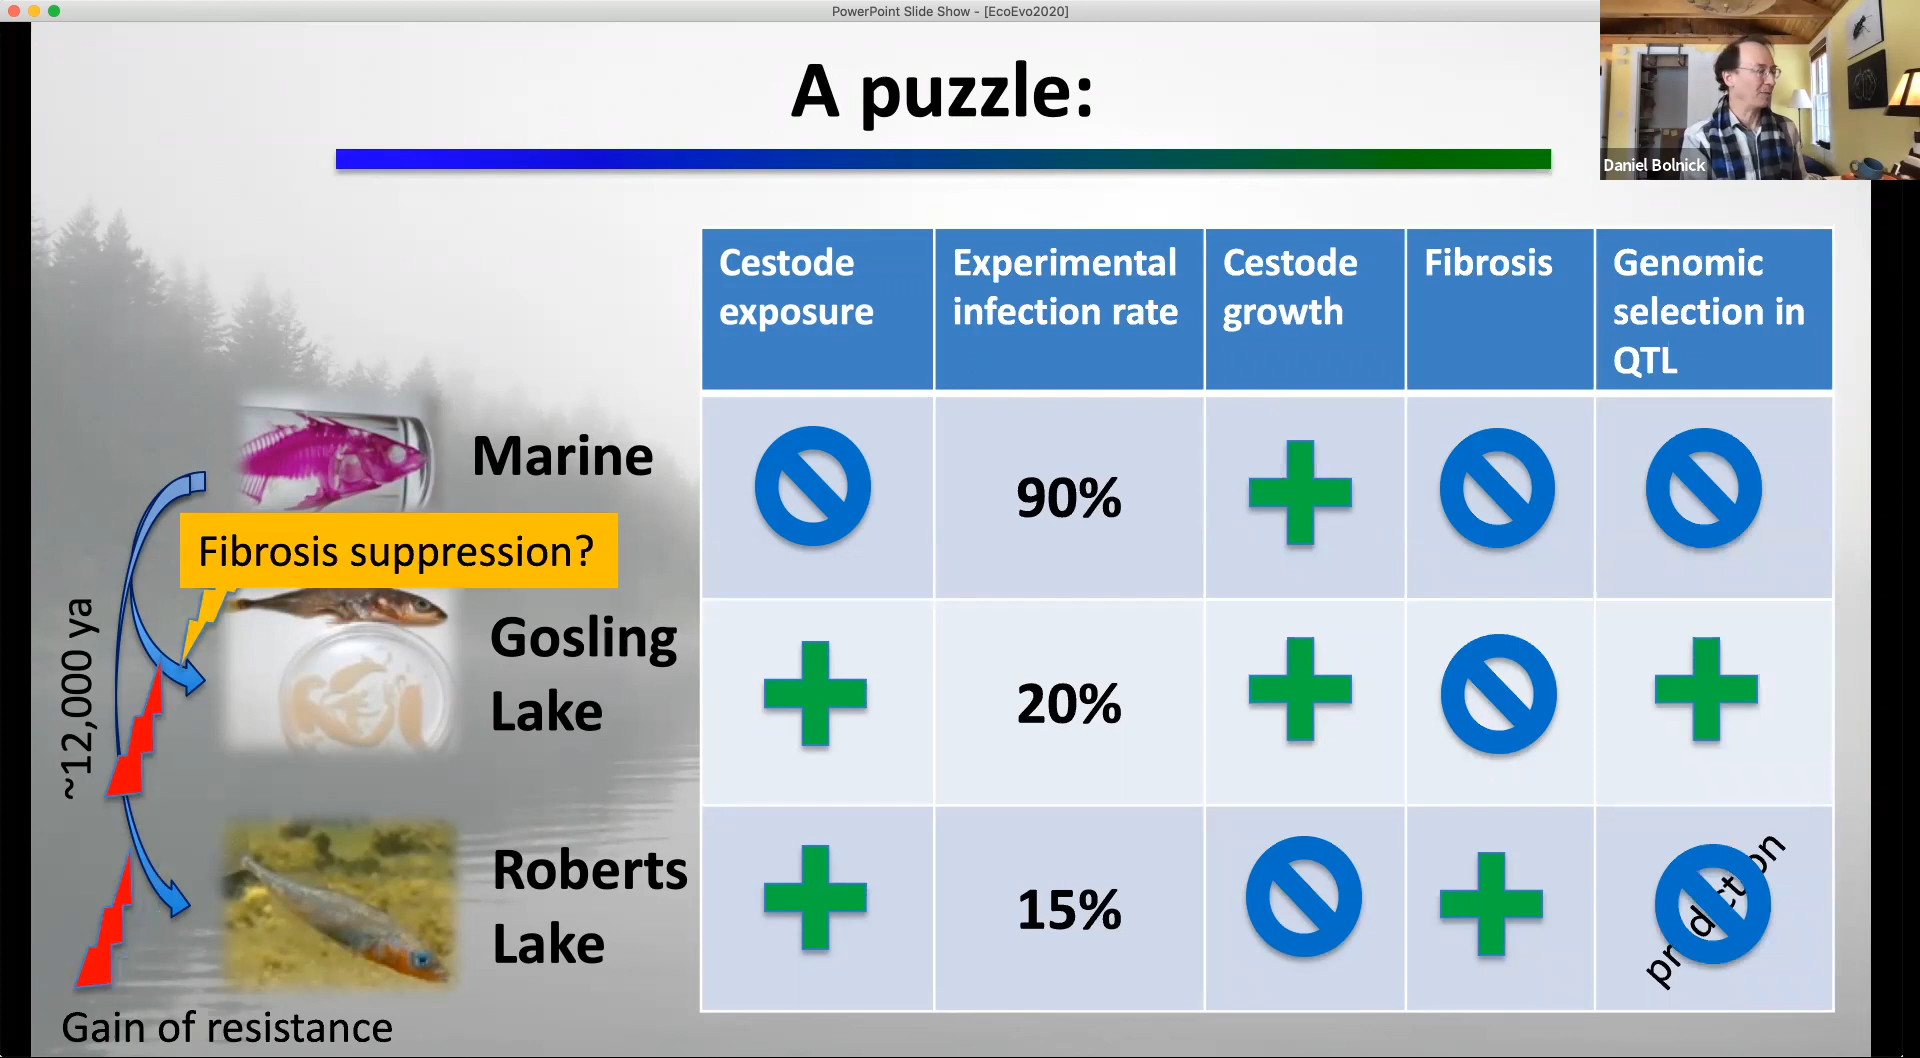 PowerPoint Slide Show - [EcoEvo2020]
Daniel Bolnick
A puzzle:
Cestode
exposure
Experimental
infection rate
Cestode
growth
Fibrosis
Genomic
selection in
QTL
Marine
90%
Fibrosis suppression?
~12,000 ya
Gosling
Lake
20%
Roberts
Lake
15%
Gain of resistance